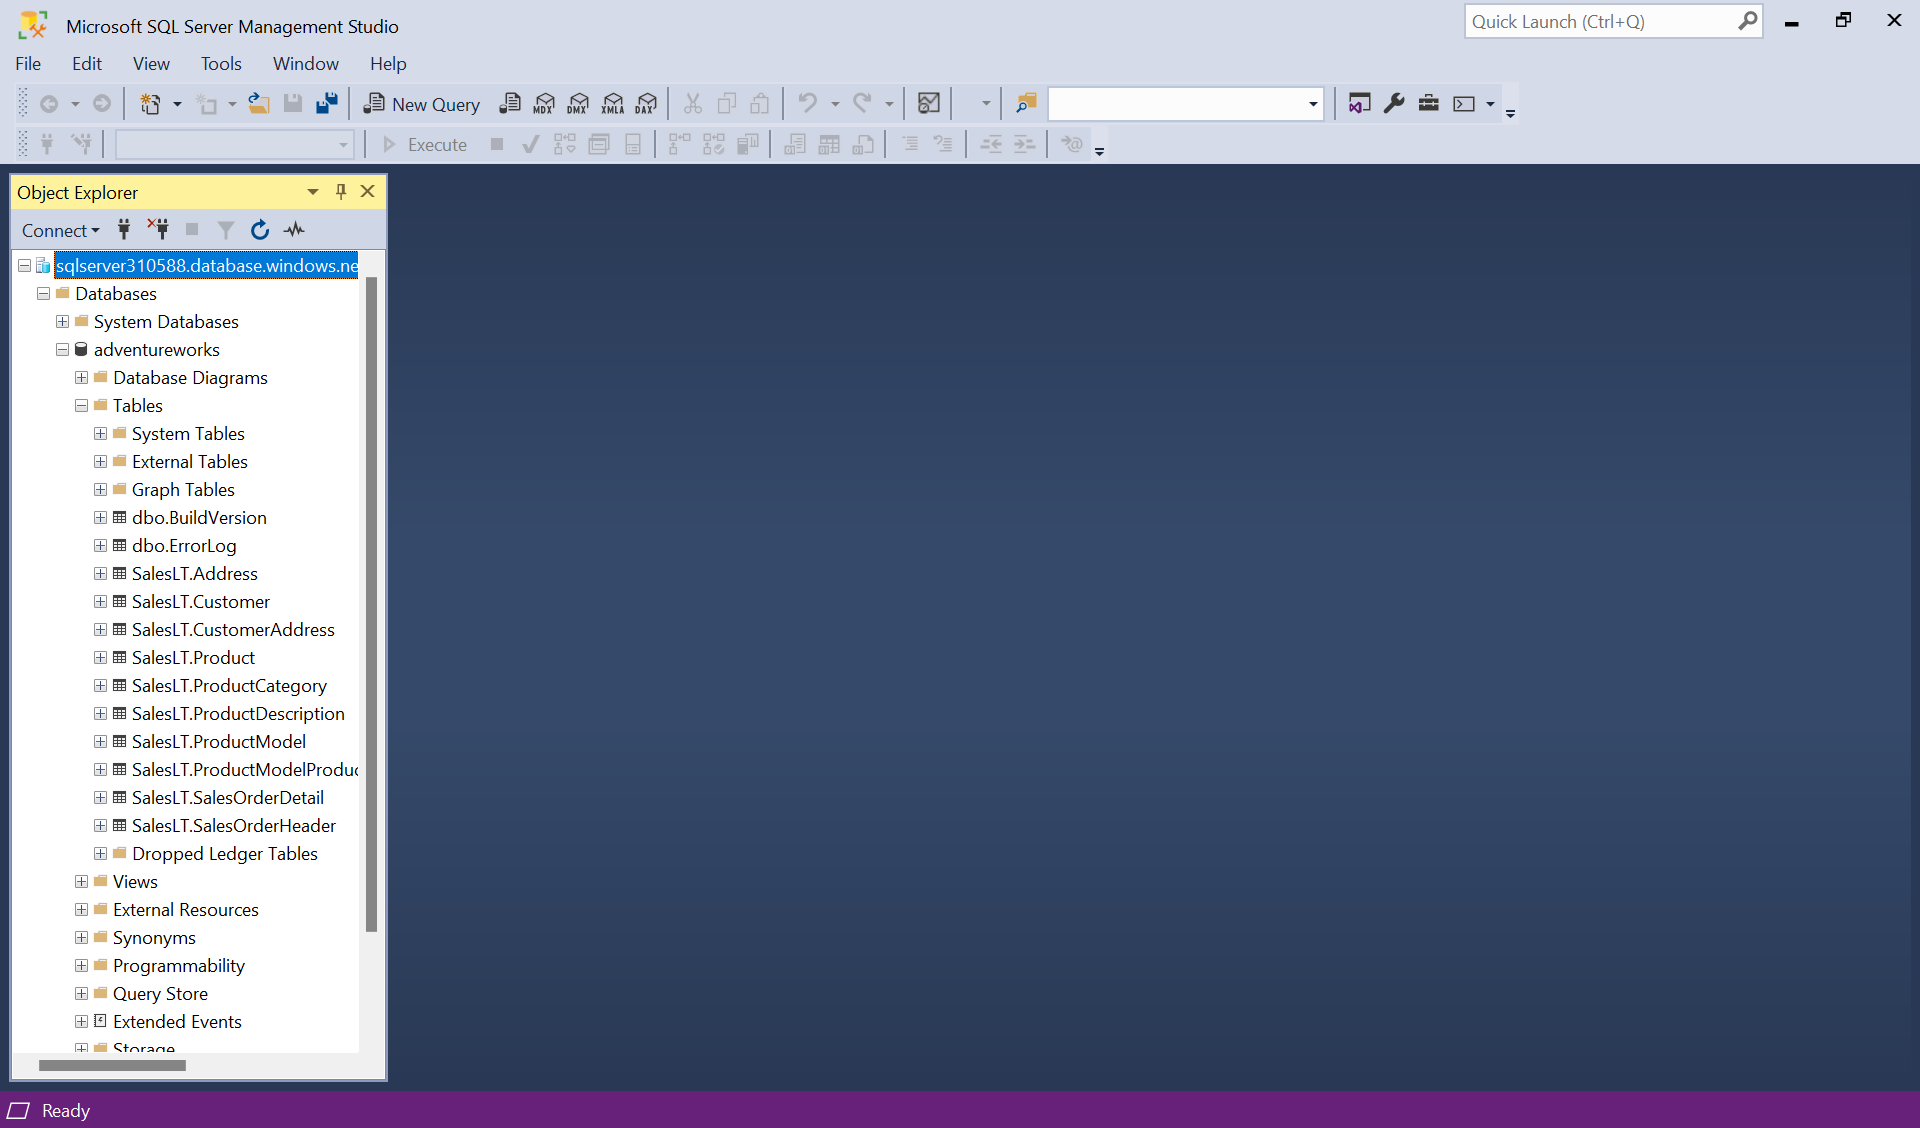 Microsoft SQL Server Management Studio
Quick Launch (Ctrl+Q)
File Edit View Tools Window Help
New Query MDX DMX XMLA DAX
Execute
Object Explorer
Connect
sqlserver310588.database.windows.ne
Databases
System Databases
adventureworks
Database Diagrams
Tables
System Tables
External Tables
Graph Tables
dbo.BuildVersion
dbo.ErrorLog
SalesLT.Address
SalesLT.Customer
SalesLT.CustomerAddress
SalesLT.Product
SalesLT.ProductCategory
SalesLT.ProductDescription
SalesLT.ProductModel
SalesLT.ProductModelProduc
SalesLT.SalesOrderDetail
SalesLT.SalesOrderHeader
Dropped Ledger Tables
Views
External Resources
Synonyms
Programmability
Query Store
Extended Events
Storage
Ready